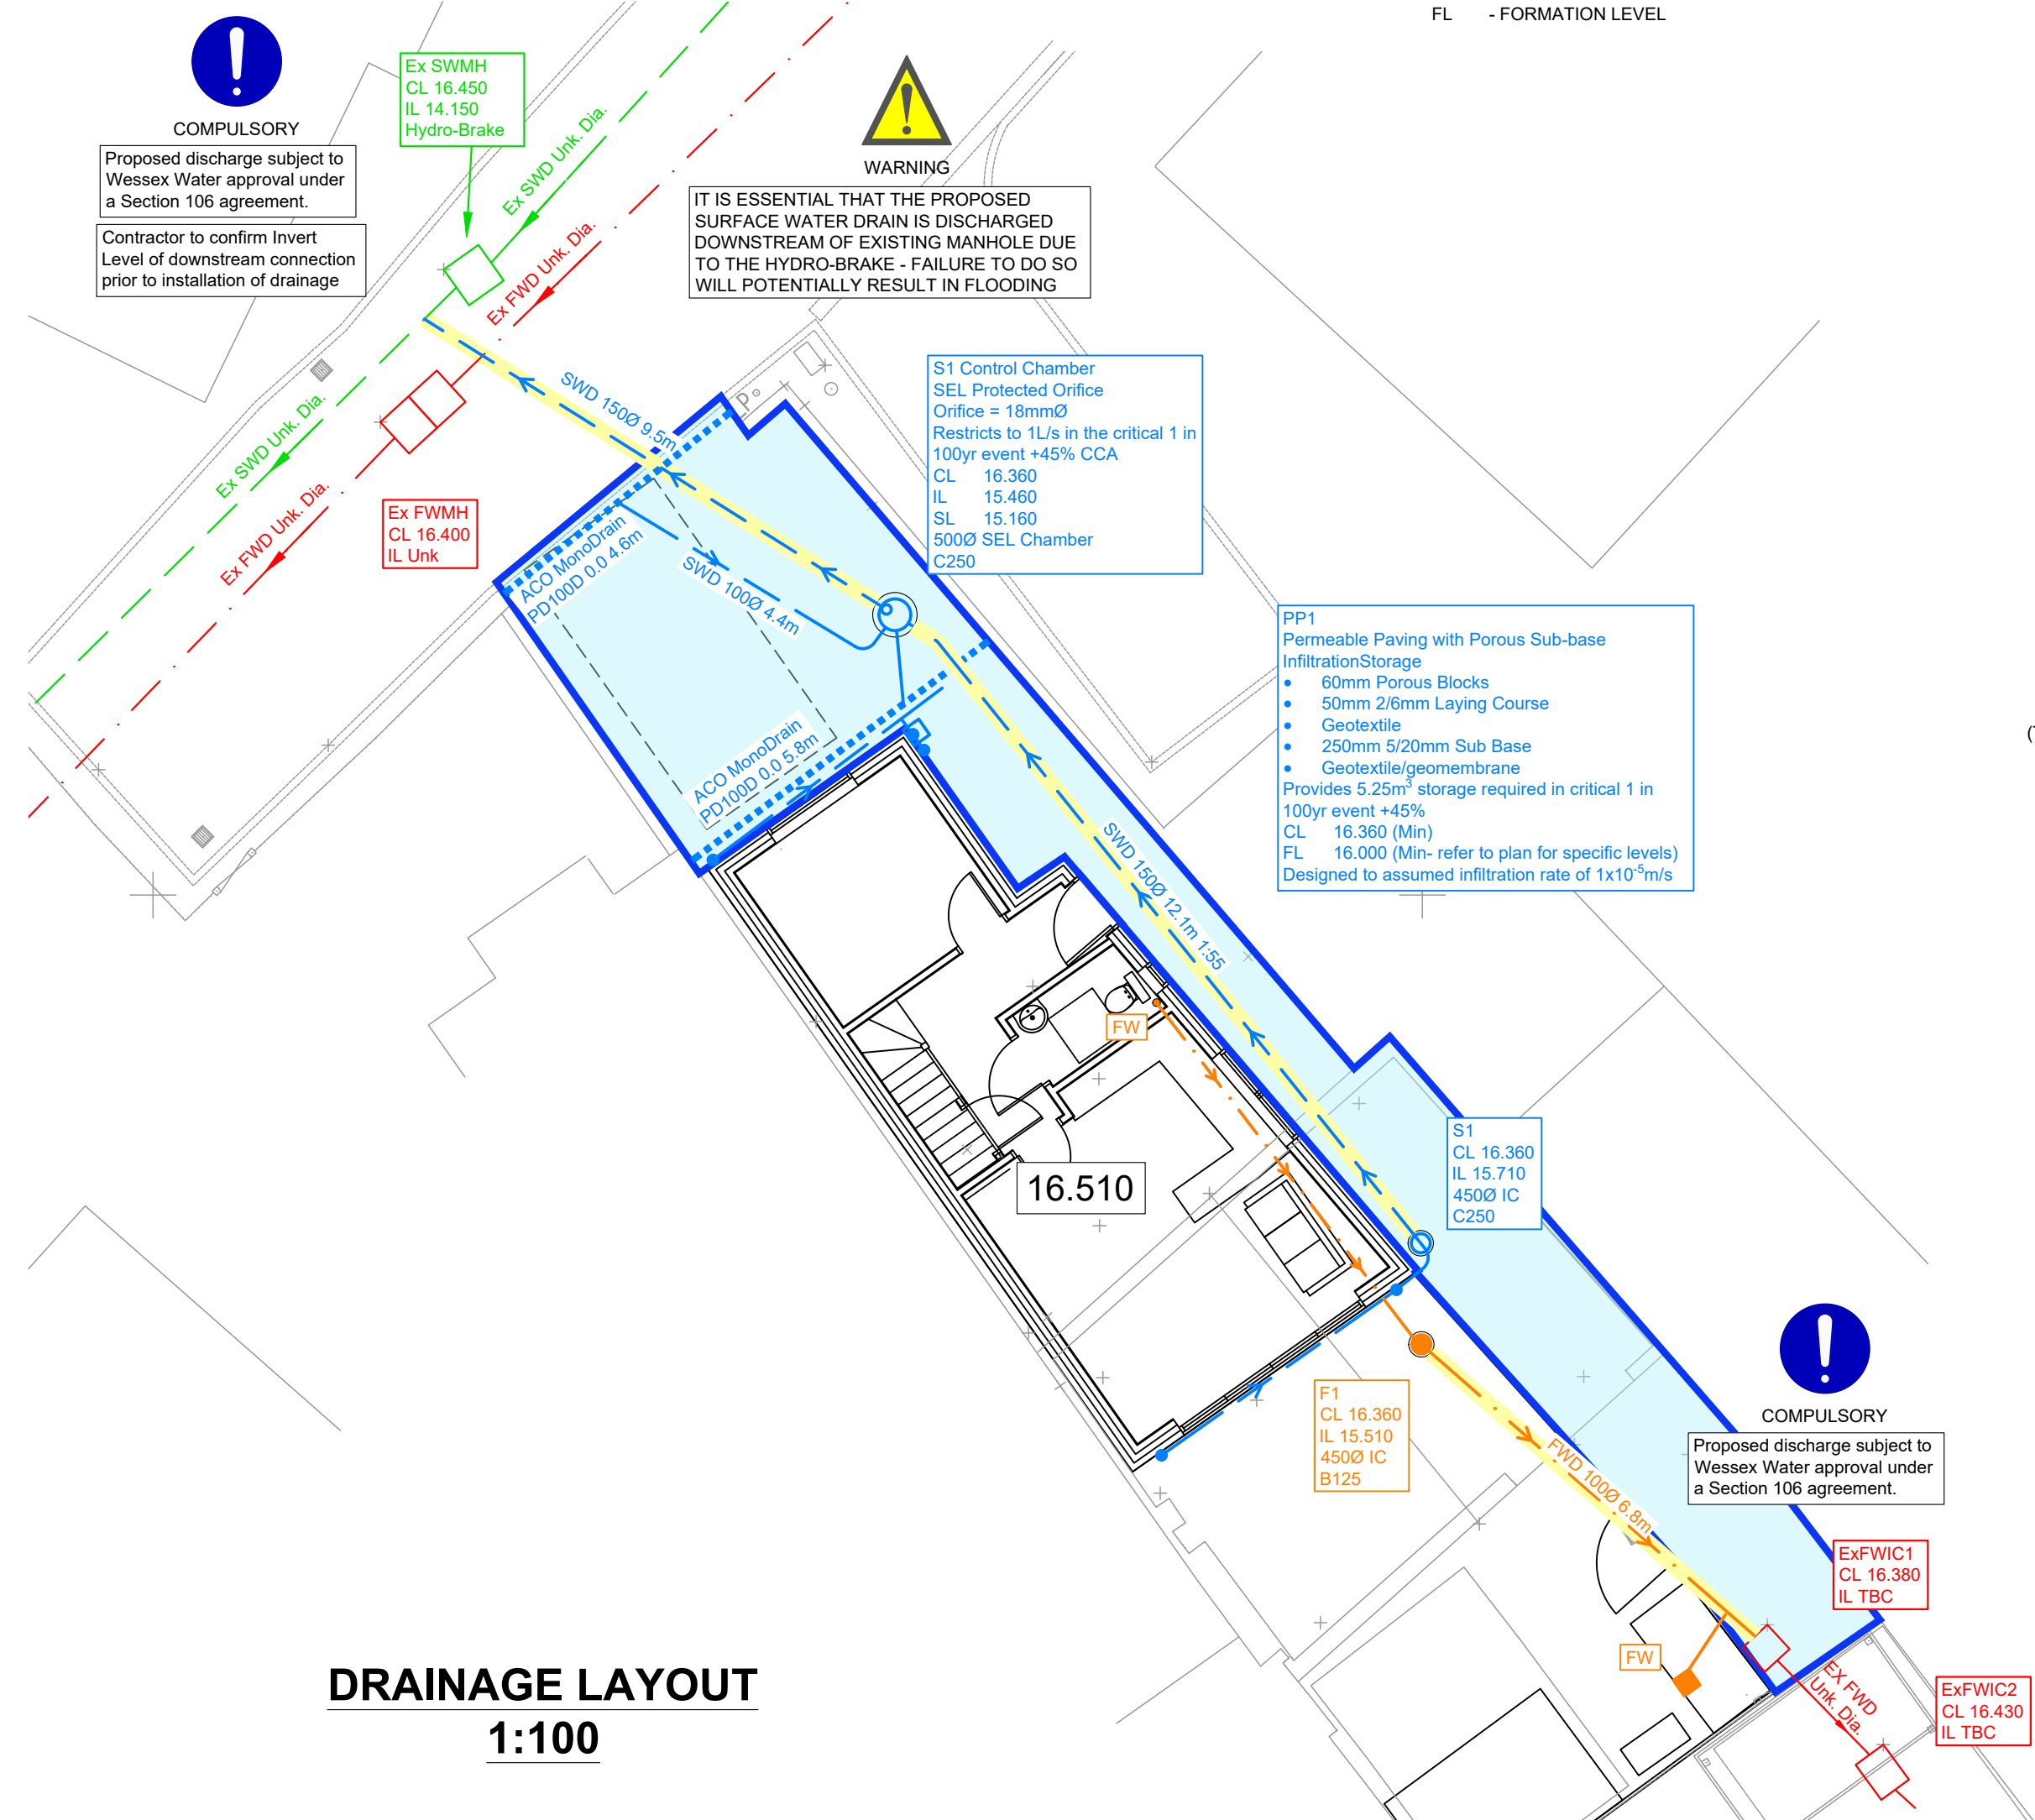 FL - FORMATION LEVEL
COMPULSORY
Proposed discharge subject to
Wessex Water approval under
a Section 106 agreement.
Contractor to confirm Invert
Level of downstream connection
prior to installation of drainage
Ex SWMH
CL 16.450
IL 14.150
Hydro-Brake
Ex SWD Unk. Dia.
Ex FWD Unk. Dia.
WARNING
IT IS ESSENTIAL THAT THE PROPOSED
SURFACE WATER DRAIN IS DISCHARGED
DOWNSTREAM OF EXISTING MANHOLE DUE
TO THE HYDRO-BRAKE - FAILURE TO DO SO
WILL POTENTIALLY RESULT IN FLOODING
SWD 150Ø 9.5m
LP
Ex SWD Unk. Dia.
Ex FWD Unk. Dia.
Ex FWMH
CL 16.400
IL Unk
ACO MonoDrain
PD100D 0.0 4.6m
SWD 100Ø 4.4m
S1 Control Chamber
SEL Protected Orifice
Orifice = 18mmØ
Restricts to 1L/s in the critical 1 in
100yr event +45% CCA
CL 16.360
IL 15.460
SL 15.160
500Ø SEL Chamber
C250
PP1
Permeable Paving with Porous Sub-base
InfiltrationStorage
• 60mm Porous Blocks
• 50mm 2/6mm Laying Course
• Geotextile
• 250mm 5/20mm Sub Base
• Geotextile/geomembrane
Provides 5.25m³ storage required in critical 1 in
100yr event +45%
CL 16.360 (Min)
FL 16.000 (Min- refer to plan for specific levels)
Designed to assumed infiltration rate of 1x10⁻⁵m/s
ACO MonoDrain
PD100D 0.0 5.8m
SWD 150Ø 12.1m 1:55
FW
16.510
S1
CL 16.360
IL 15.710
450Ø IC
C250
F1
CL 16.360
IL 15.510
450Ø IC
B125
FWD 100Ø 6.8m
COMPULSORY
Proposed discharge subject to
Wessex Water approval under
a Section 106 agreement.
ExFWIC1
CL 16.380
IL TBC
FW
EX FWD
Unk. Dia.
ExFWIC2
CL 16.430
IL TBC
DRAINAGE LAYOUT
1:100